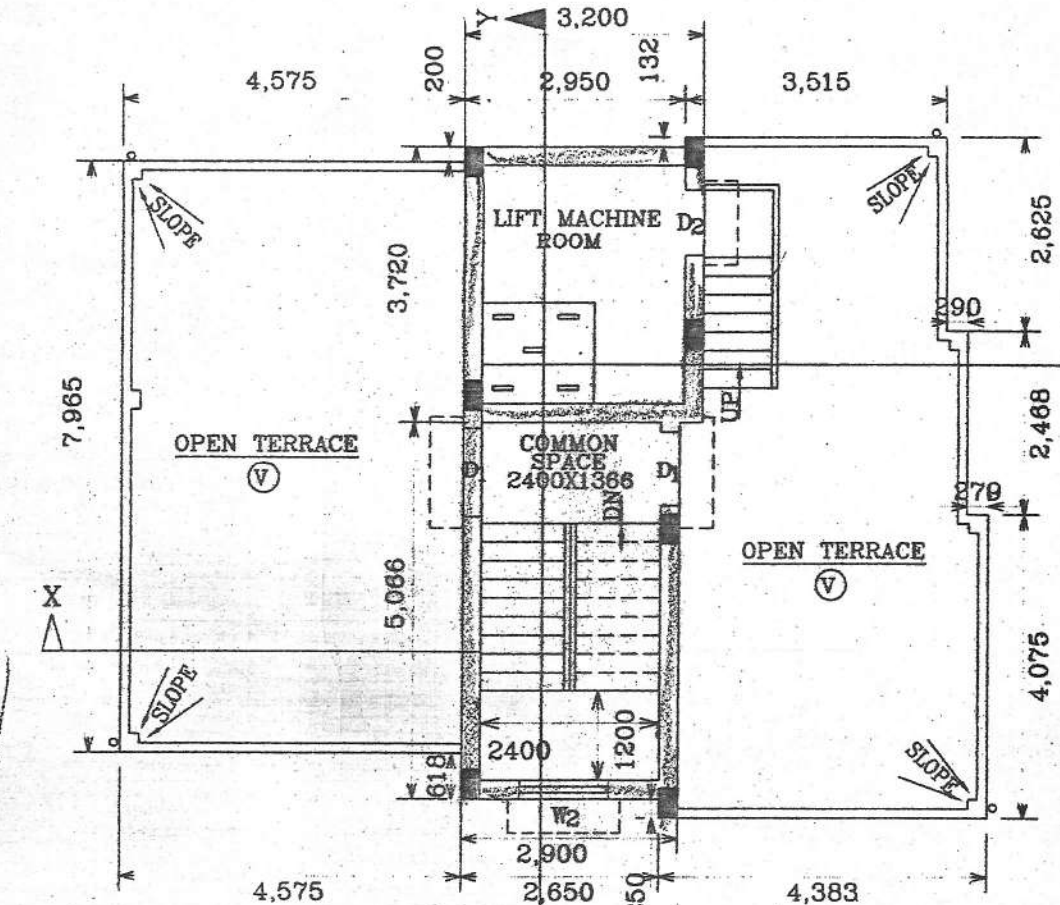 Y 3,200
4,575
200
2,950
132
3,515
SLOPE
SLOPE
LIFT MACHINE
ROOM
D2
2,625
3,720
290
7,965
UP
OPEN TERRACE
V
COMMON
SPACE
2400X1366
D1
DN
2,468
279
OPEN TERRACE
V
X
5,066
4,075
SLOPE
2400
1200
SLOPE
618
W2
2,900
4,575
2,650
4,383